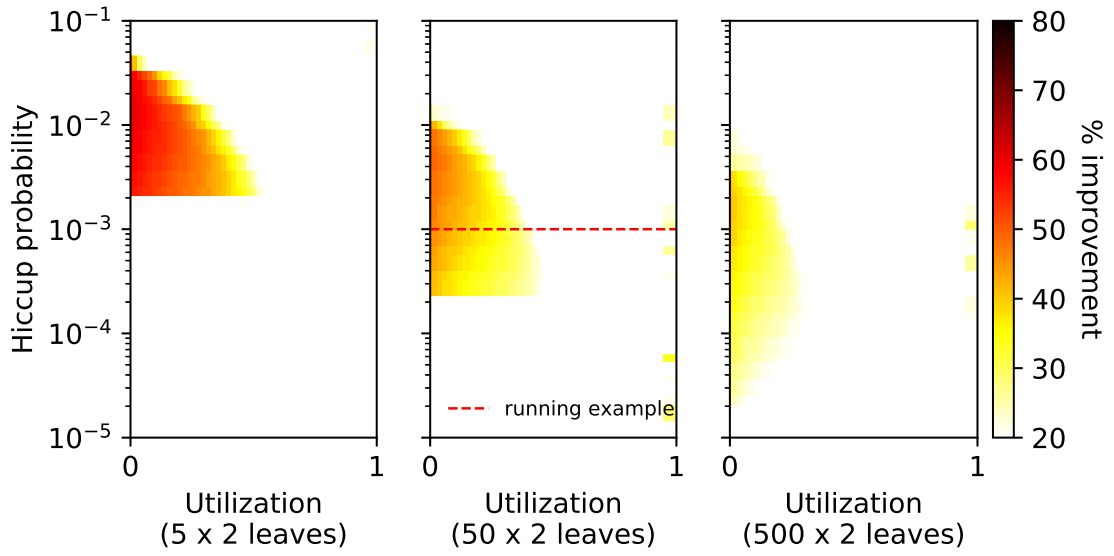 Hiccup probability
10⁻¹
10⁻²
10⁻³
10⁻⁴
10⁻⁵
0 1
Utilization
(5 x 2 leaves)
running example
0 1
Utilization
(50 x 2 leaves)
0 1
Utilization
(500 x 2 leaves)
80
70
60
50
40
30
20
% improvement